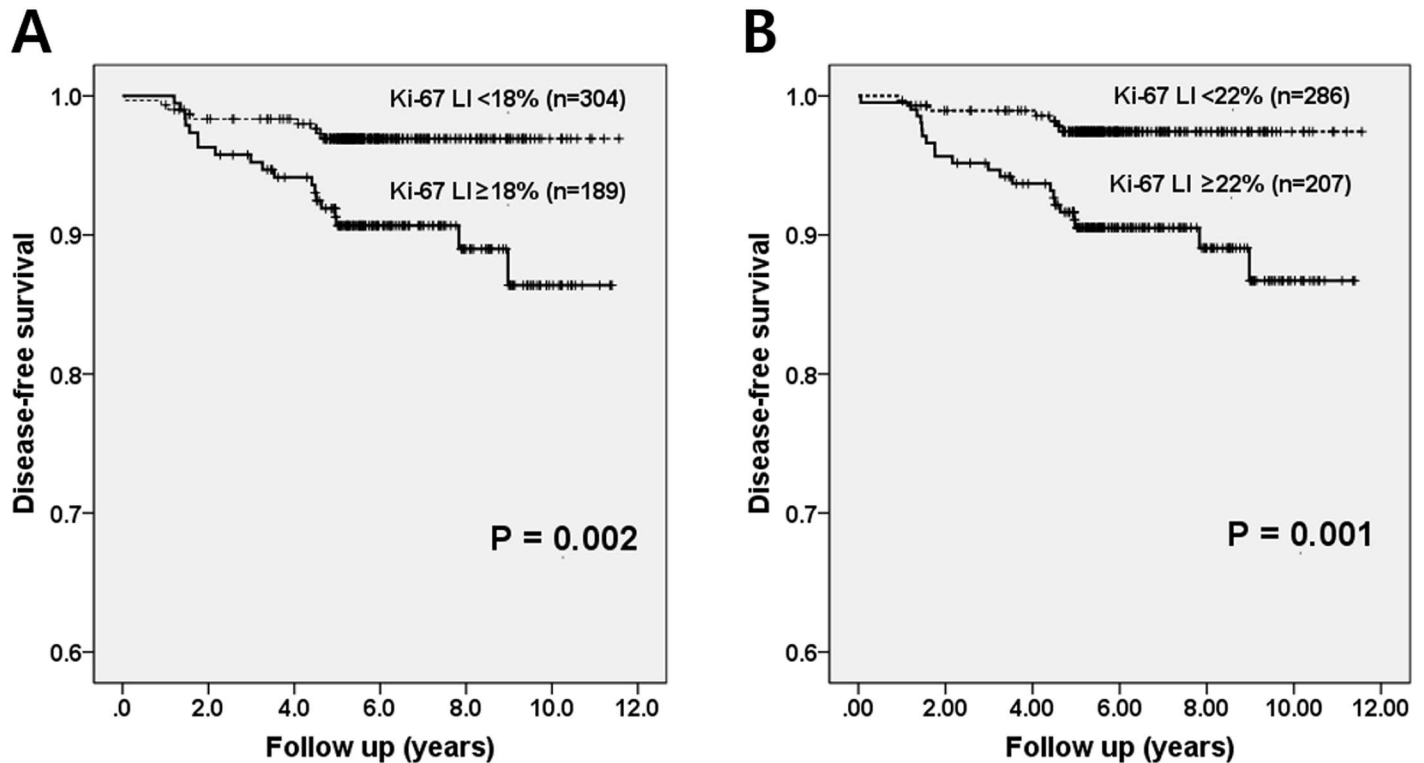 A
Ki-67 LI <18% (n=304)
Ki-67 LI ≥18% (n=189)
P = 0.002
Disease-free survival
1.0
0.9
0.8
0.7
0.6
.0 2.0 4.0 6.0 8.0 10.0 12.0
Follow up (years)
B
Ki-67 LI <22% (n=286)
Ki-67 LI ≥22% (n=207)
P = 0.001
Disease-free survival
1.0
0.9
0.8
0.7
0.6
.00 2.00 4.00 6.00 8.00 10.00 12.00
Follow up (years)